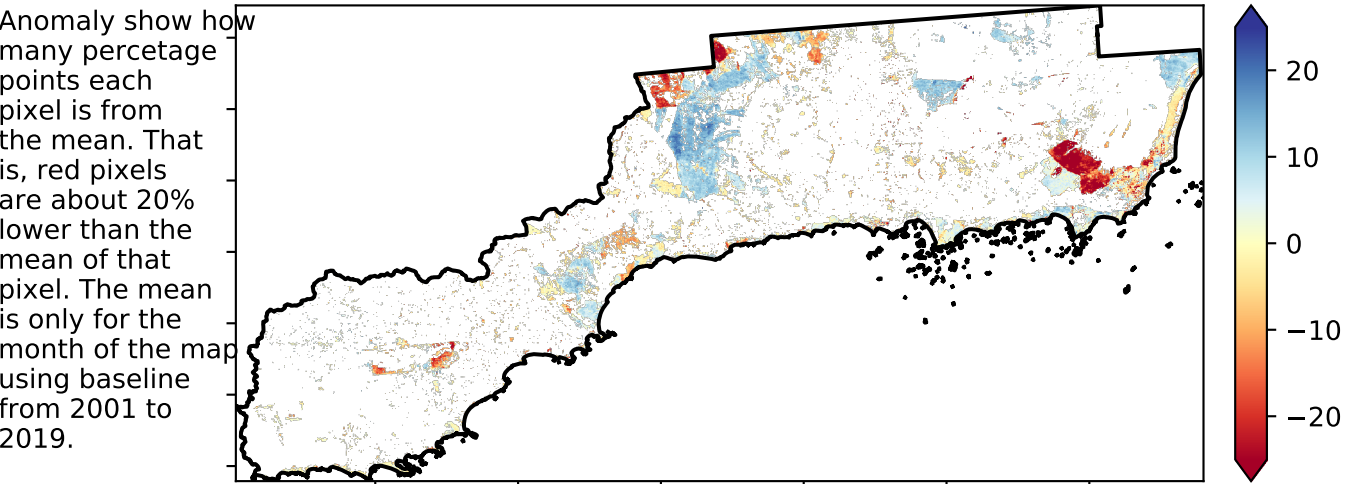 Anomaly show how
many percetage
points each
pixel is from
the mean. That
is, red pixels
are about 20%
lower than the
mean of that
pixel. The mean
is only for the
month of the map
using baseline
from 2001 to
2019.
20
10
0
−10
−20